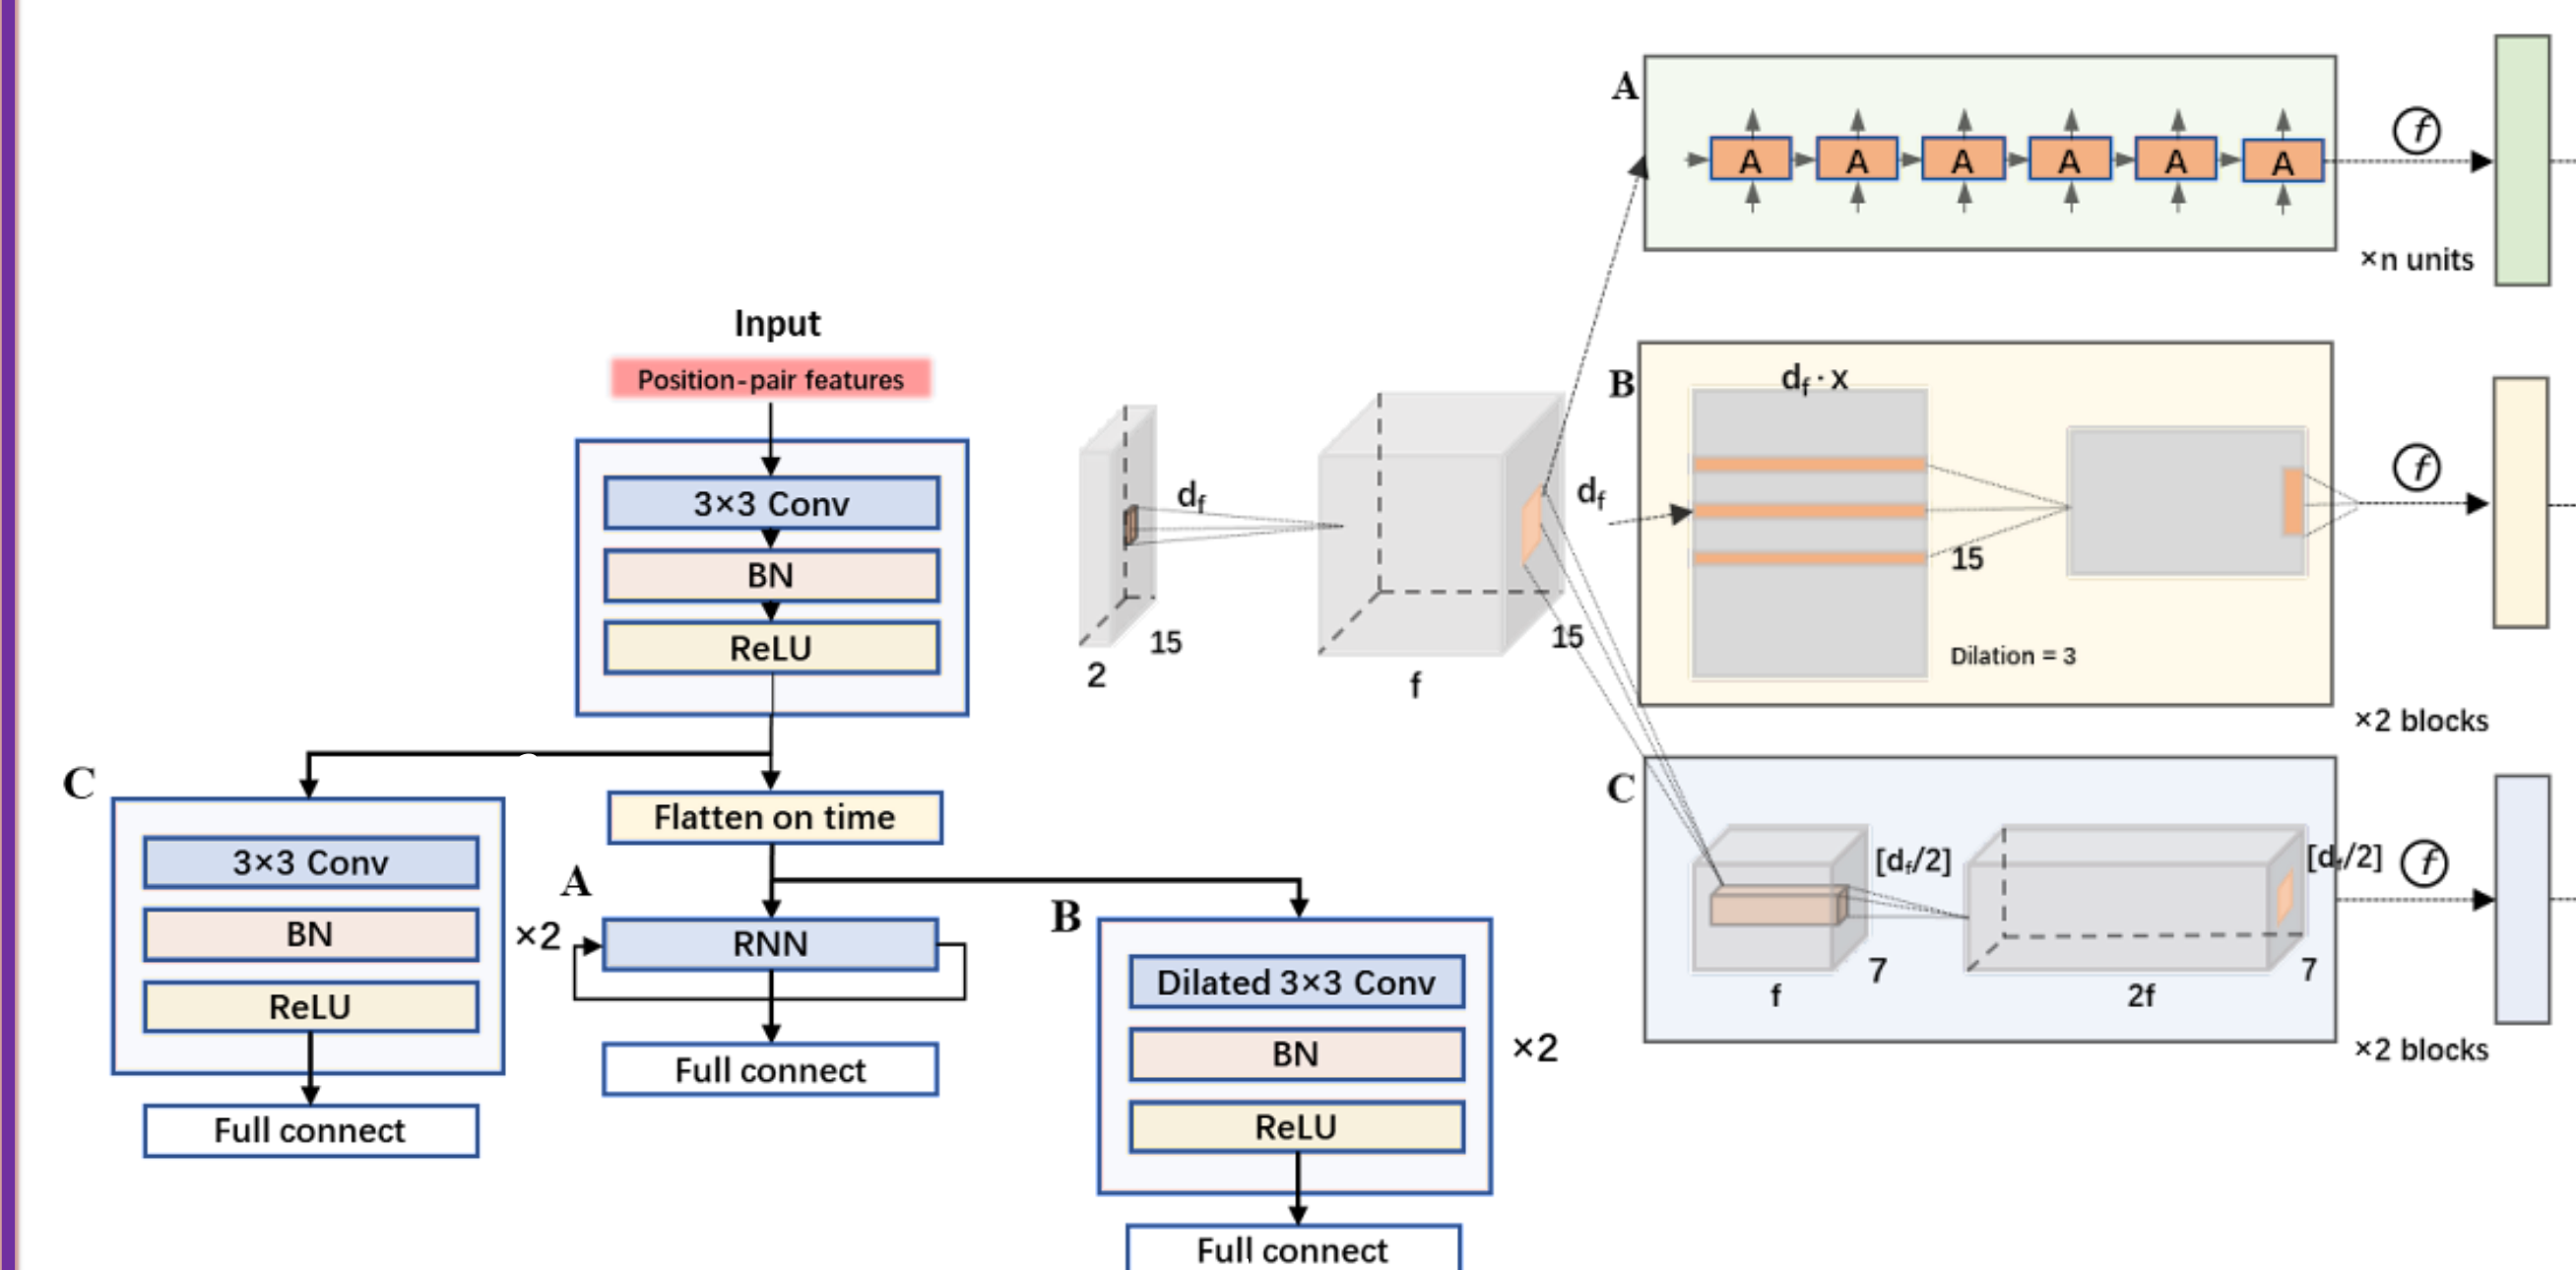 Input
Position-pair features
3×3 Conv
BN
ReLU
C
3×3 Conv
BN
ReLU
×2
Full connect
Flatten on time
A
RNN
Full connect
B
Dilated 3×3 Conv
BN
ReLU
×2
Full connect
2
15
df
f
15
df
A
A A A A A A
×n units
f
B
df · x
15
Dilation = 3
×2 blocks
f
C
f
7
[df/2]
2f
7
[df/2]
×2 blocks
f